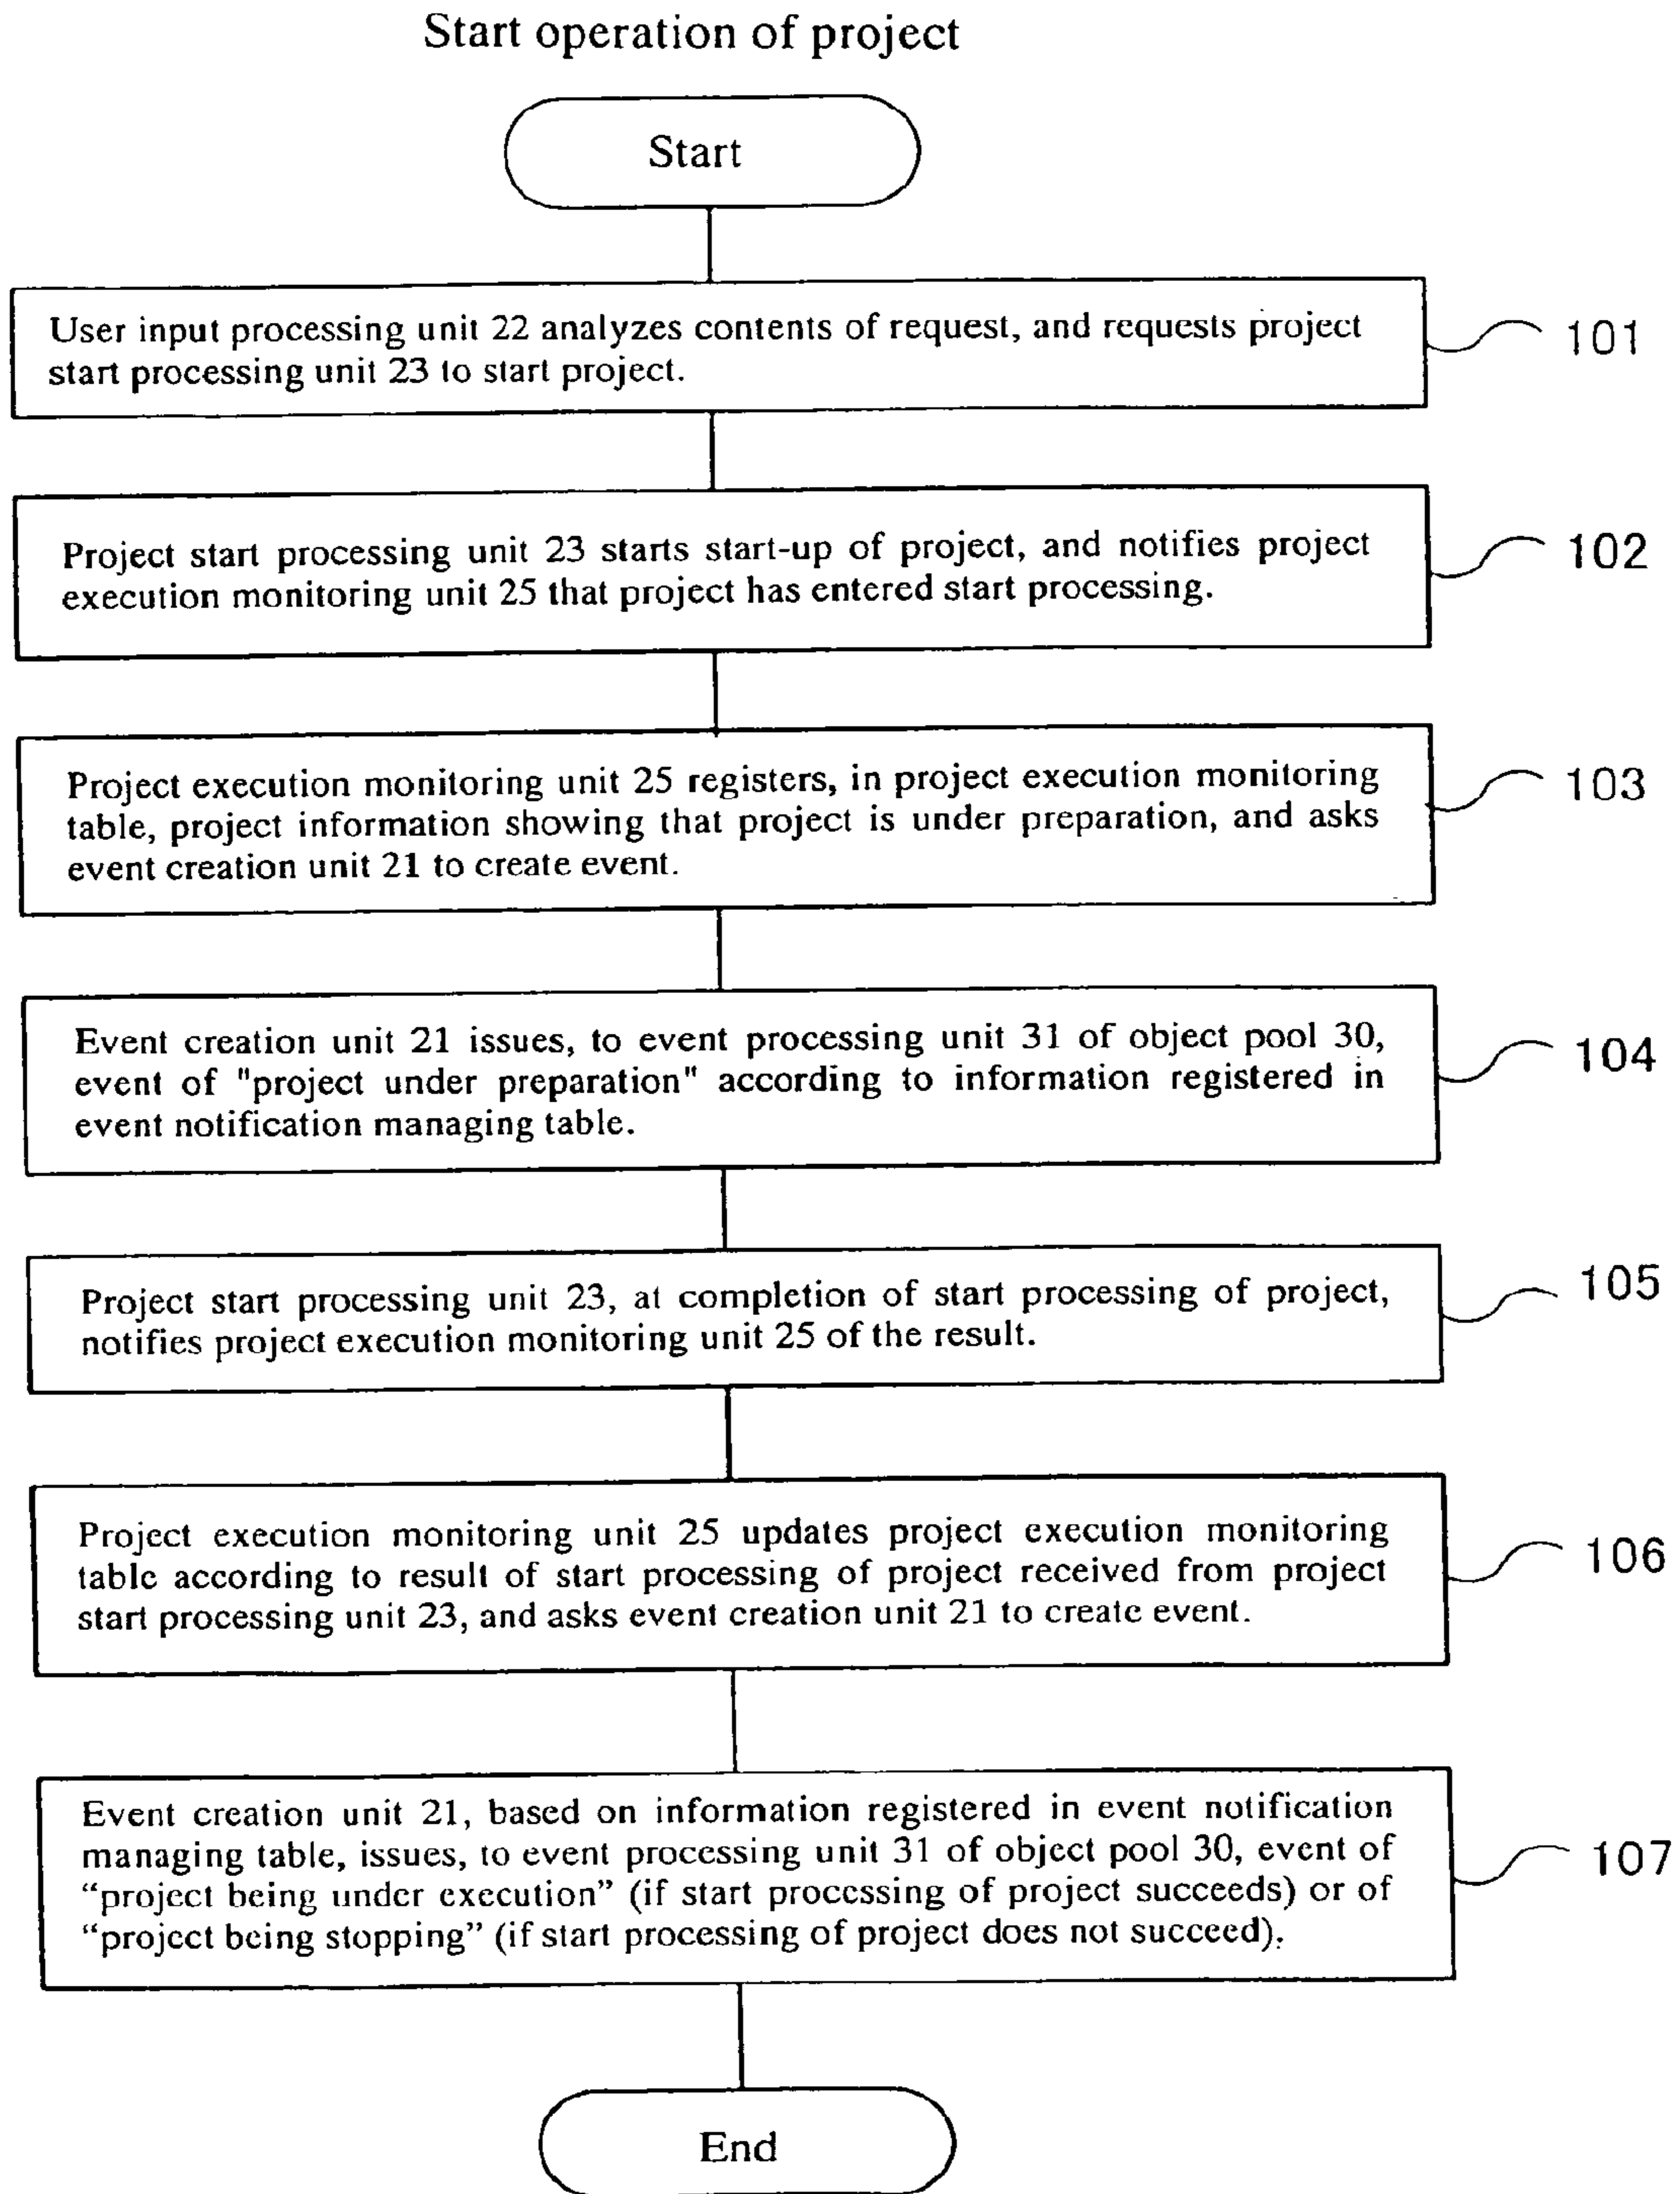 Start operation of project
Start
User input processing unit 22 analyzes contents of request, and requests project
start processing unit 23 to start project.
101
Project start processing unit 23 starts start-up of project, and notifies project
execution monitoring unit 25 that project has entered start processing.
102
Project execution monitoring unit 25 registers, in project execution monitoring
table, project information showing that project is under preparation, and asks
event creation unit 21 to create event.
103
Event creation unit 21 issues, to event processing unit 31 of object pool 30,
event of "project under preparation" according to information registered in
event notification managing table.
104
Project start processing unit 23, at completion of start processing of project,
notifies project execution monitoring unit 25 of the result.
105
Project execution monitoring unit 25 updates project execution monitoring
table according to result of start processing of project received from project
start processing unit 23, and asks event creation unit 21 to create event.
106
Event creation unit 21, based on information registered in event notification
managing table, issues, to event processing unit 31 of object pool 30, event of
“project being under execution” (if start processing of project succeeds) or of
“project being stopping” (if start processing of project does not succeed).
107
End